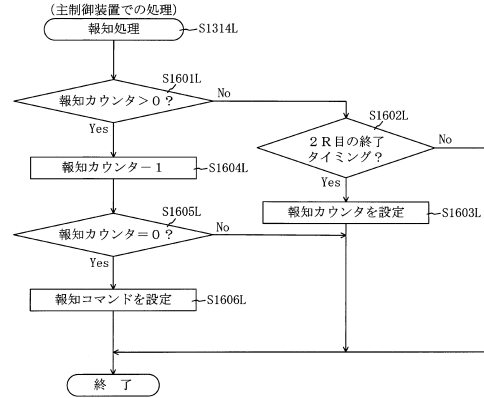 (主制御装置での処理)
報知処理
S1314L
S1601L
報知カウンタ>0?
No
Yes
S1602L
2R目の終了
タイミング?
No
Yes
報知カウンタ−1
S1604L
報知カウンタを設定
S1603L
S1605L
報知カウンタ=0?
No
Yes
報知コマンドを設定
S1606L
終 了